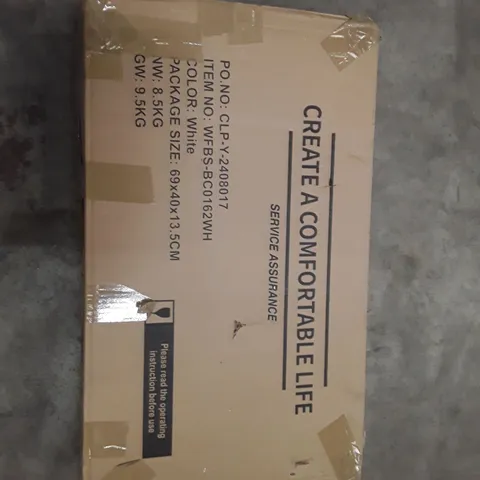 CREATE A COMFORTABLE LIFE
SERVICE ASSURANCE
PO.NO: CLP-Y-2408017
ITEM NO: WFBS-BC0162WH
COLOR: White
PACKAGE SIZE: 69x40x13.5CM
NW: 8.5KG
GW: 9.5KG
Please read the operating
instruction before use